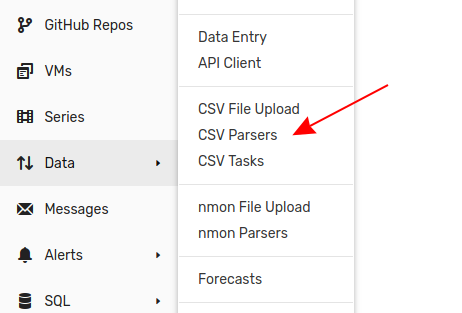 GitHub Repos
VMs
Series
Data
Messages
Alerts
SQL
Data Entry
API Client
CSV File Upload
CSV Parsers
CSV Tasks
nmon File Upload
nmon Parsers
Forecasts